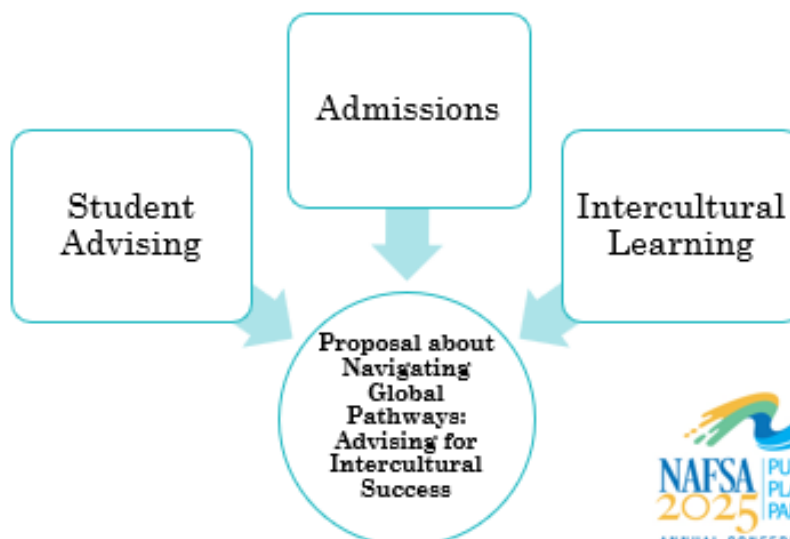 Admissions
Student
Advising
Intercultural
Learning
Proposal about
Navigating
Global
Pathways:
Advising for
Intercultural
Success
NAFSA
2025